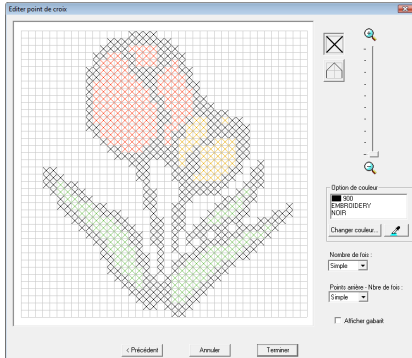 Editer point de croix
Option de couleur
900
EMBROIDERY
NOIR
Changer couleur...
Nombre de fois :
Simple
Points arrière - Nbre de fois :
Simple
Afficher gabarit
< Précédent
Annuler
Terminer